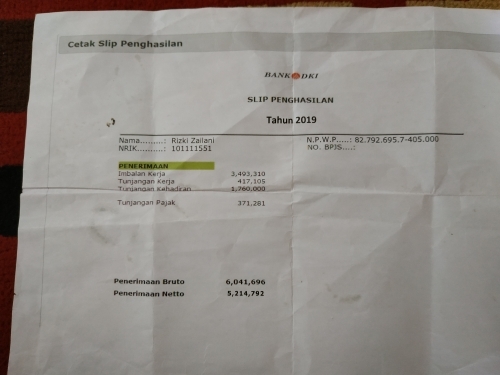 Cetak Slip Penghasilan
BANK DKI
SLIP PENGHASILAN
Tahun 2019
Nama.........: Rizki Zailani
N.P.W.P.....: 82.792.695.7-405.000
NRIK..........: 101111551
NO. BPJS....:
PENERIMAAN
Imbalan Kerja 3,493,310
Tunjangan Kerja 417,105
Tunjangan Kehadiran 1,760,000
Tunjangan Pajak 371,281
Penerimaan Bruto 6,041,696
Penerimaan Netto 5,214,792